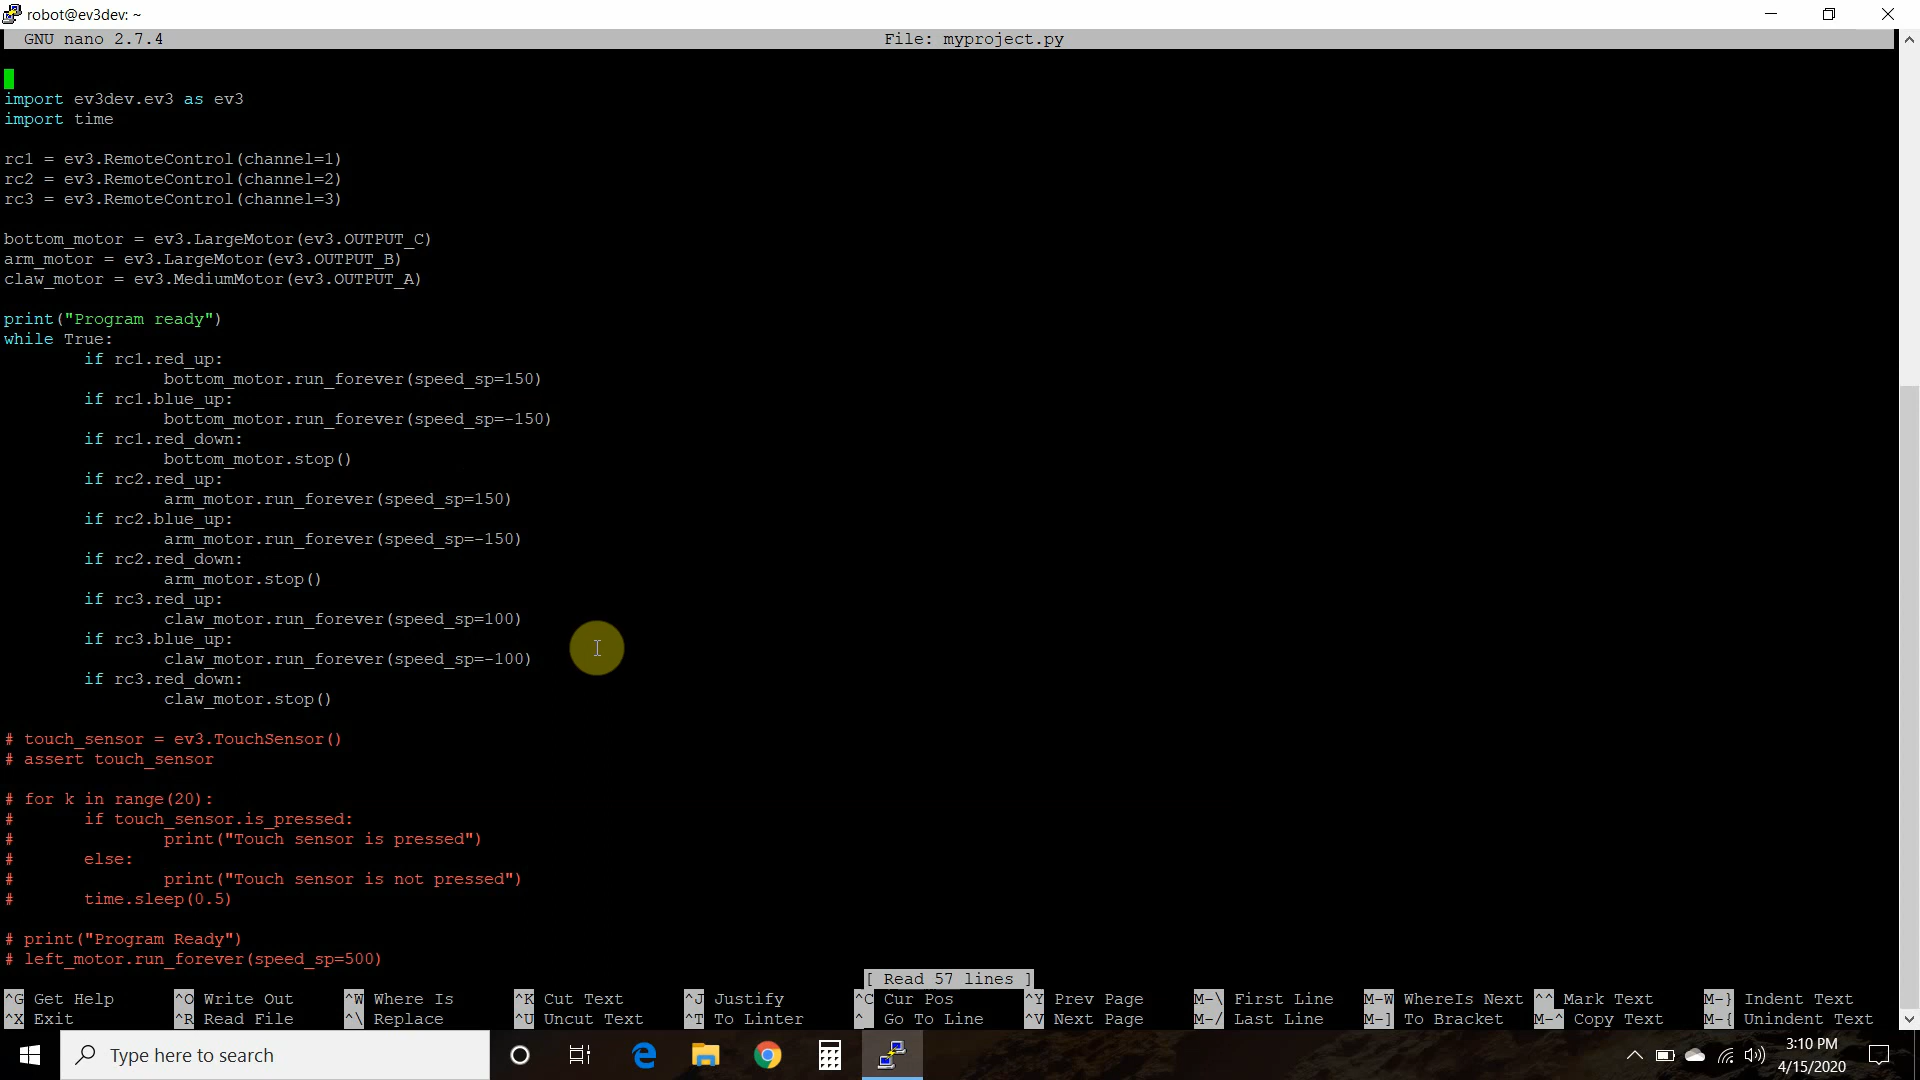 robot@ev3dev: ~
GNU nano 2.7.4 File: myproject.py
import ev3dev.ev3 as ev3
import time
rc1 = ev3.RemoteControl(channel=1)
rc2 = ev3.RemoteControl(channel=2)
rc3 = ev3.RemoteControl(channel=3)
bottom_motor = ev3.LargeMotor(ev3.OUTPUT_C)
arm_motor = ev3.LargeMotor(ev3.OUTPUT_B)
claw_motor = ev3.MediumMotor(ev3.OUTPUT_A)
print("Program ready")
while True:
if rc1.red_up:
bottom_motor.run_forever(speed_sp=150)
if rc1.blue_up:
bottom_motor.run_forever(speed_sp=-150)
if rc1.red_down:
bottom_motor.stop()
if rc2.red_up:
arm_motor.run_forever(speed_sp=150)
if rc2.blue_up:
arm_motor.run_forever(speed_sp=-150)
if rc2.red_down:
arm_motor.stop()
if rc3.red_up:
claw_motor.run_forever(speed_sp=100)
if rc3.blue_up:
claw_motor.run_forever(speed_sp=-100)
if rc3.red_down:
claw_motor.stop()
# touch_sensor = ev3.TouchSensor()
# assert touch_sensor
# for k in range(20):
# if touch_sensor.is_pressed:
# print("Touch sensor is pressed")
# else:
# print("Touch sensor is not pressed")
# time.sleep(0.5)
# print("Program Ready")
# left_motor.run_forever(speed_sp=500)
[ Read 57 lines ]
^G Get Help ^O Write Out ^W Where Is ^K Cut Text ^J Justify ^C Cur Pos ^Y Prev Page M-\ First Line M-W WhereIs Next ^^ Mark Text M-} Indent Text
^X Exit ^R Read File ^\ Replace ^U Uncut Text ^T To Linter ^_ Go To Line ^V Next Page M-/ Last Line M-] To Bracket M-^ Copy Text M-{ Unindent Text
Type here to search
3:10 PM
4/15/2020